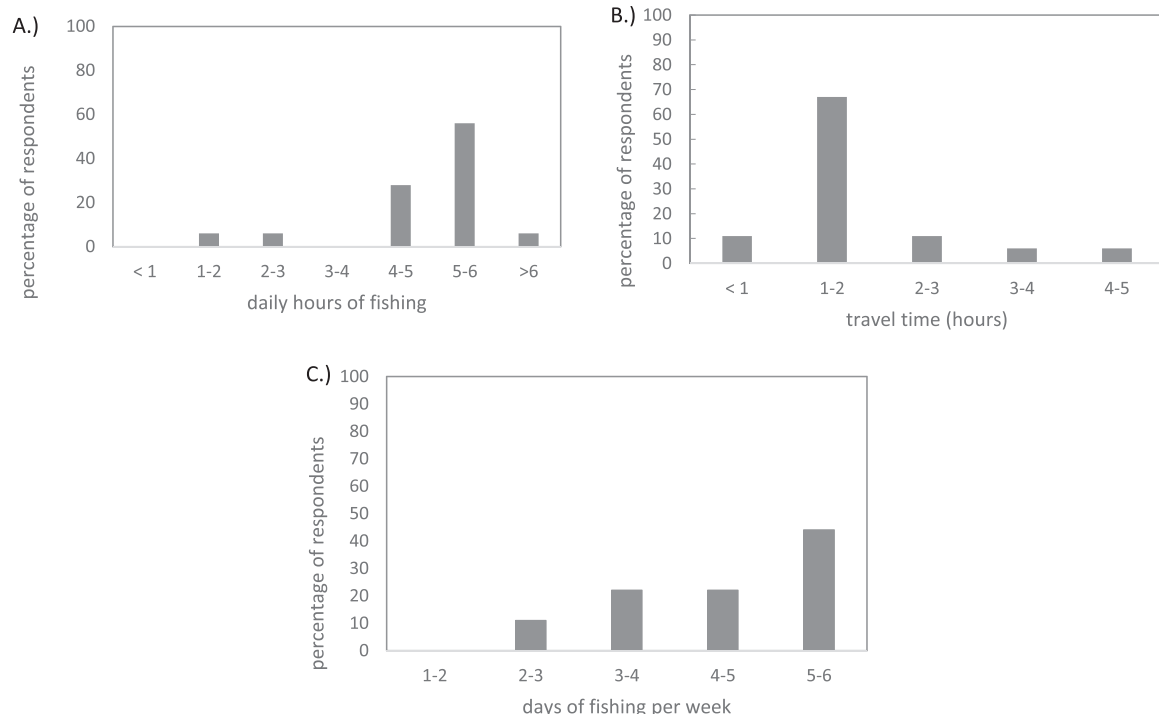 A.)
percentage of respondents
100
80
60
40
20
0
< 1 1-2 2-3 3-4 4-5 5-6 >6
daily hours of fishing
B.)
percentage of respondents
100
90
80
70
60
50
40
30
20
10
0
< 1 1-2 2-3 3-4 4-5
travel time (hours)
C.)
percentage of respondents
100
90
80
70
60
50
40
30
20
10
0
1-2 2-3 3-4 4-5 5-6
days of fishing per week